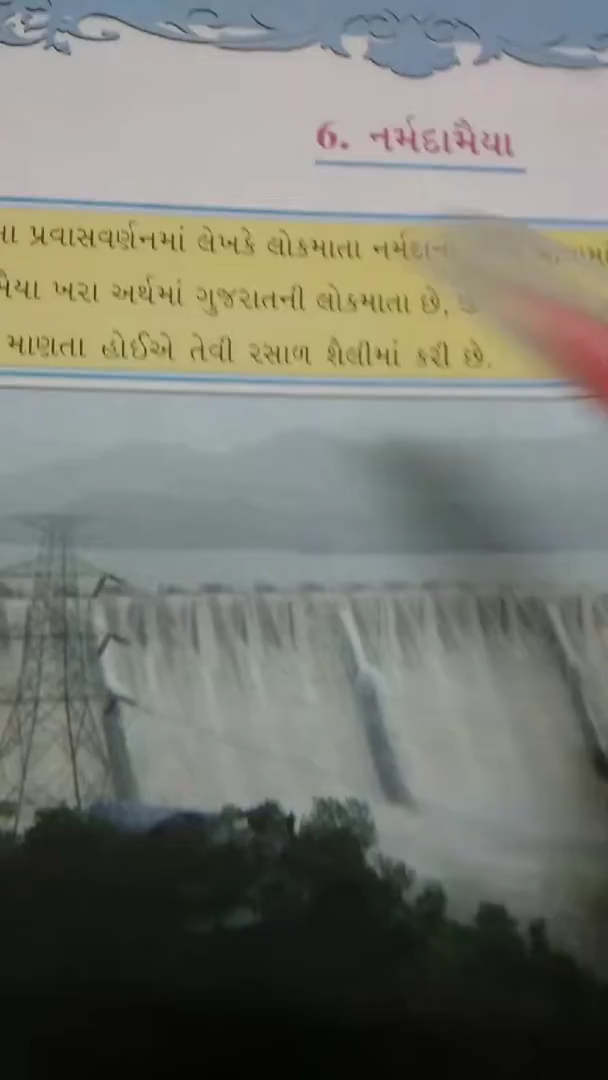 6. નર્મદામૈયા
પ્રવાસવર્ણનમાં લેખકે લોકમાતા
ખરા અર્થમાં ગુજરાતની લોકમાતા છે,
માણતા હોઈએ તેવી રસાળ શૈલીમાં કરી છે.